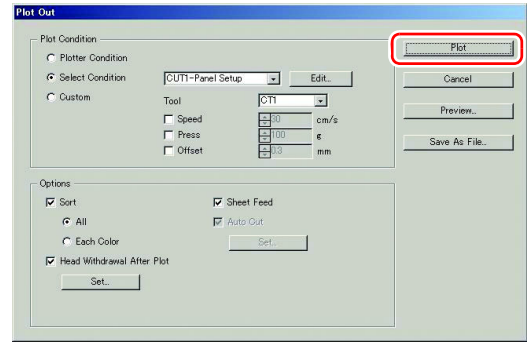 Plot Out
Plot Condition
Plotter Condition
Select Condition
CUT1-Panel Setup
Edit..
Custom
Tool
CT1
Speed
30
cm/s
Press
100
g
Offset
0.3
mm
Plot
Cancel
Preview..
Save As File..
Options
Sort
Sheet Feed
All
Auto Cut
Each Color
Set..
Head Withdrawal After Plot
Set..